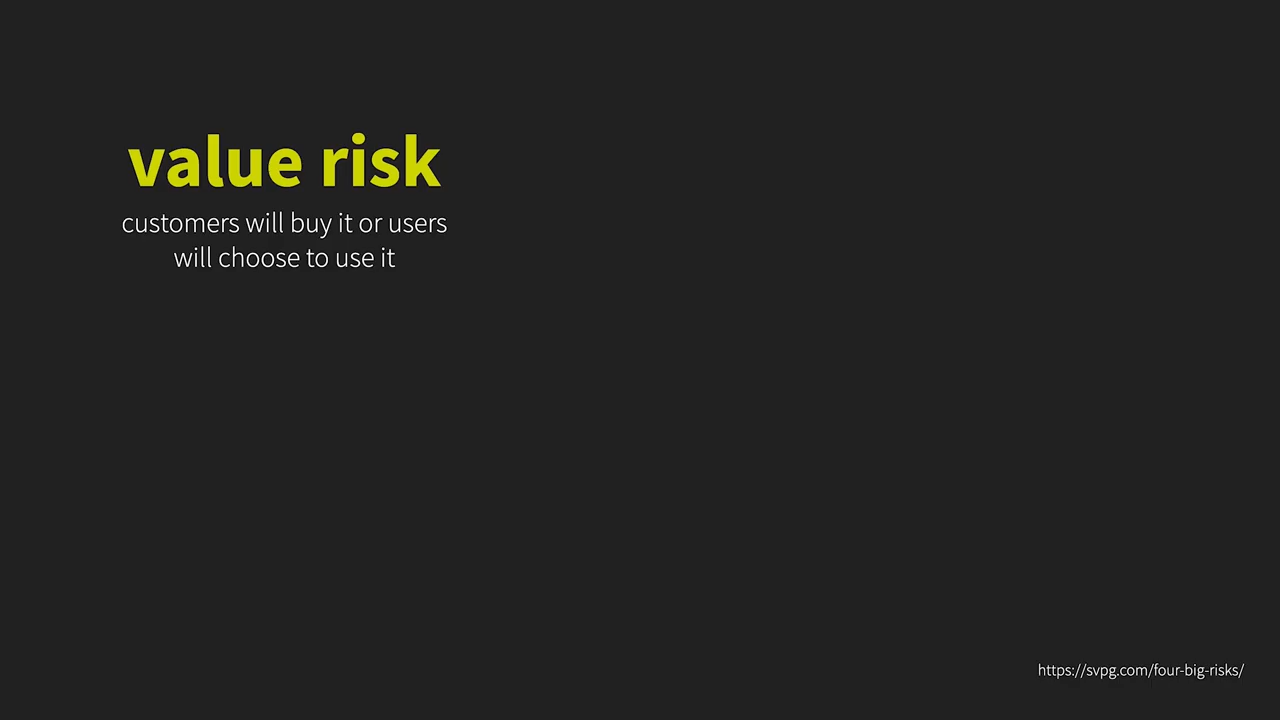 value risk
customers will buy it or users
will choose to use it
https://svpg.com/four-big-risks/